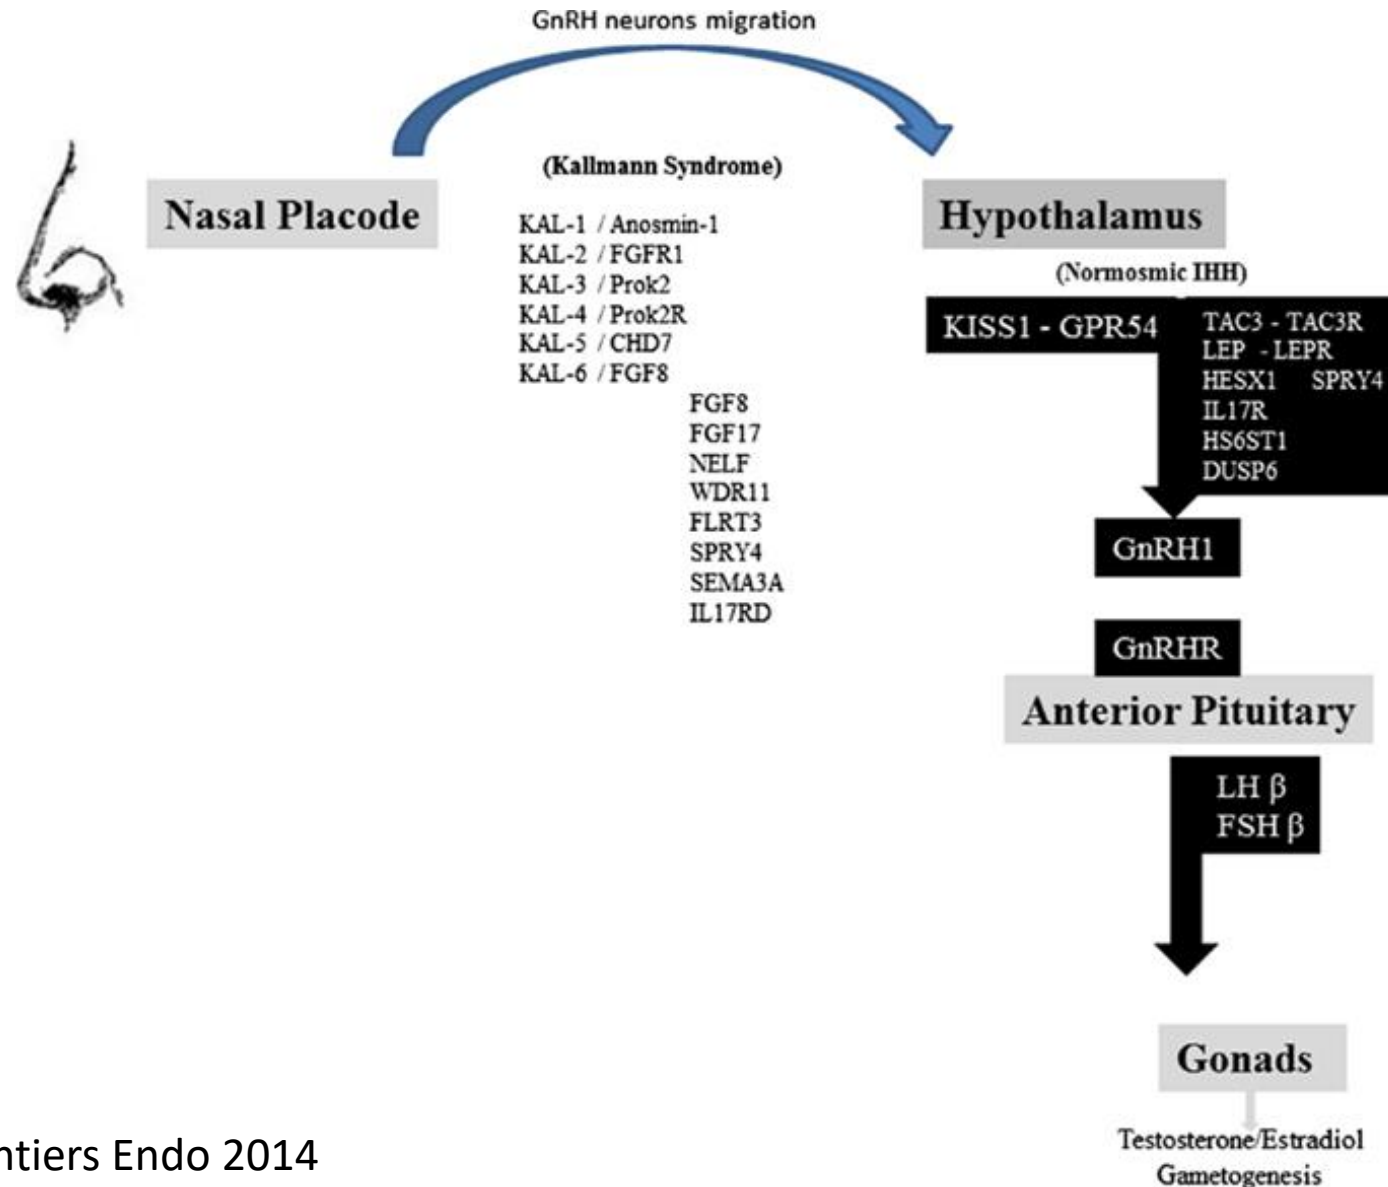 GnRH neurons migration
(Kallmann Syndrome)
Nasal Placode
KAL-1 / Anosmin-1
KAL-2 / FGFR1
KAL-3 / Prok2
KAL-4 / Prok2R
KAL-5 / CHD7
KAL-6 / FGF8
FGF8
FGF17
NELF
WDR11
FLRT3
SPRY4
SEMA3A
IL17RD
Hypothalamus
(Normosmic IHH)
KISS1 - GPR54
TAC3 - TAC3R
LEP - LEPR
HESX1 SPRY4
IL17R
HS6ST1
DUSP6
GnRH1
GnRHR
Anterior Pituitary
LH β
FSH β
Gonads
Testosterone/Estradiol
Gametogenesis
ntiers Endo 2014